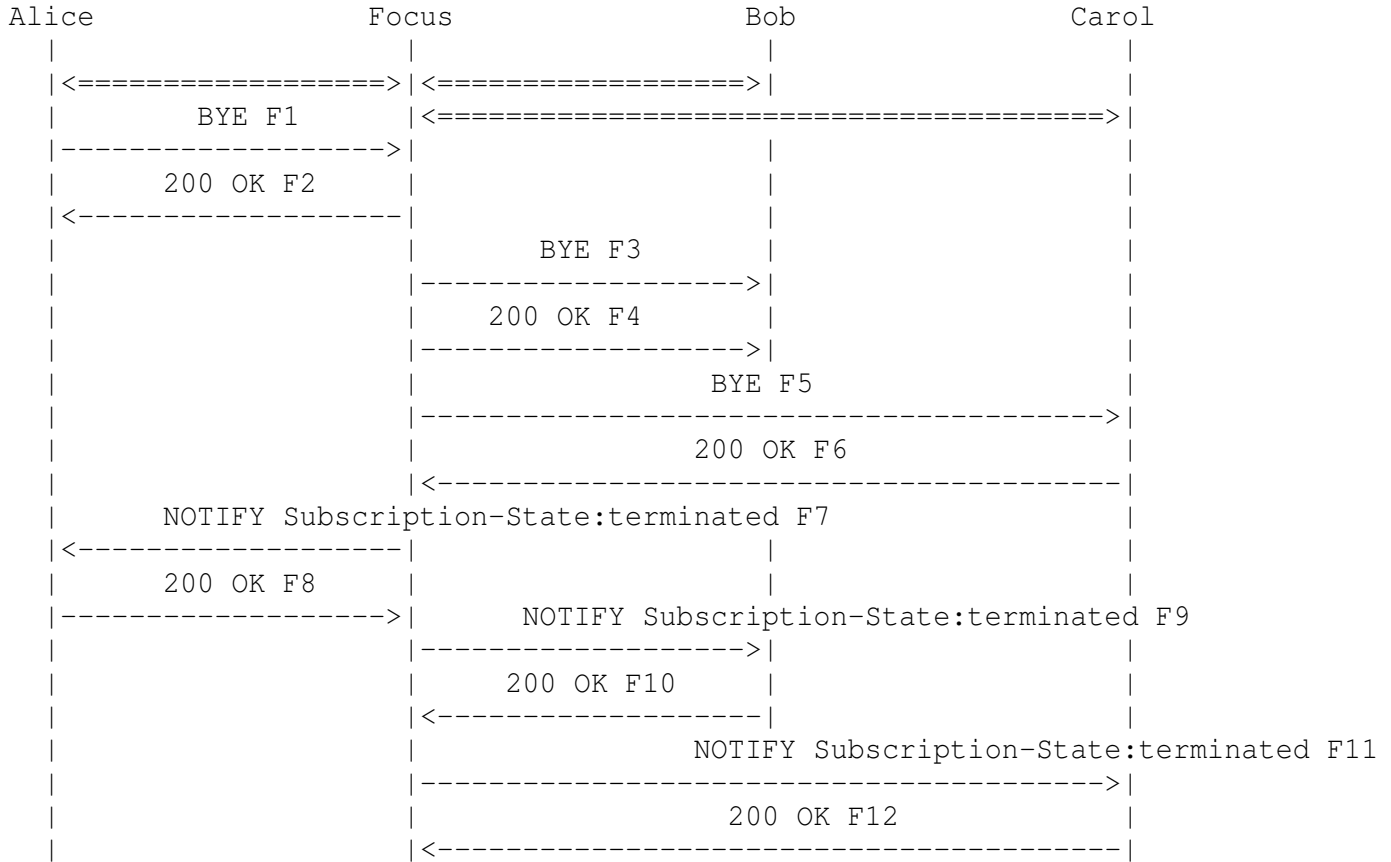 Alice Focus Bob Carol
BYE F1
200 OK F2
BYE F3
200 OK F4
BYE F5
200 OK F6
NOTIFY Subscription-State:terminated F7
200 OK F8
NOTIFY Subscription-State:terminated F9
200 OK F10
NOTIFY Subscription-State:terminated F11
200 OK F12